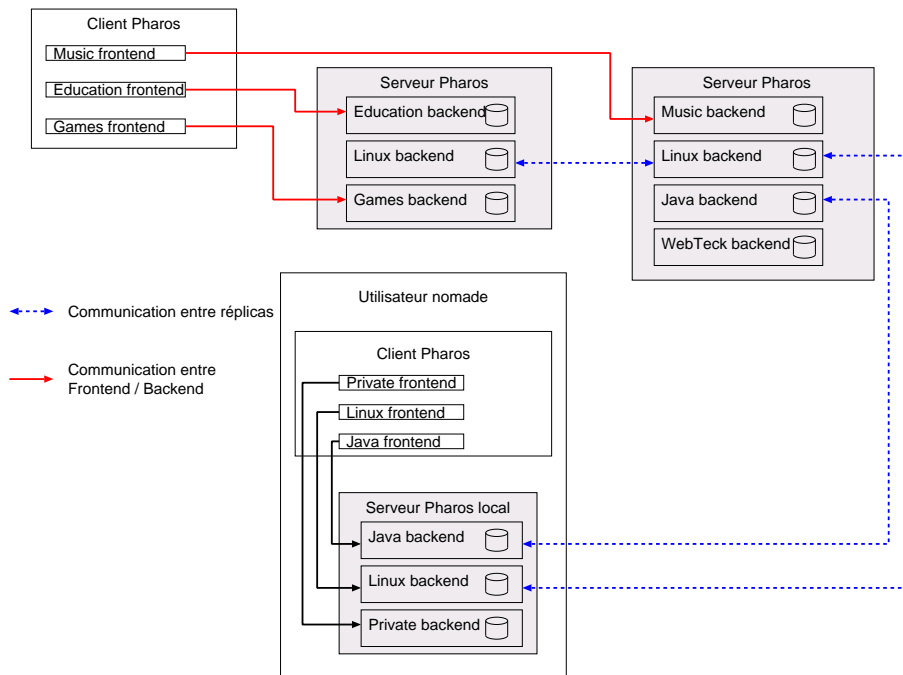 Client Pharos
Music frontend
Education frontend
Games frontend
Serveur Pharos
Education backend
Linux backend
Games backend
Serveur Pharos
Music backend
Linux backend
Java backend
WebTeck backend
Communication entre réplicas
Communication entre
Frontend / Backend
Utilisateur nomade
Client Pharos
Private frontend
Linux frontend
Java frontend
Serveur Pharos local
Java backend
Linux backend
Private backend